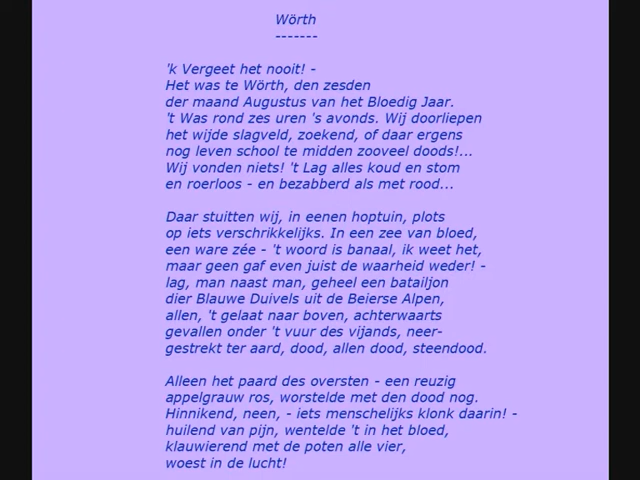 Wörth
-------
'k Vergeet het nooit! -
Het was te Wörth, den zesden
der maand Augustus van het Bloedig Jaar.
't Was rond zes uren 's avonds. Wij doorliepen
het wijde slagveld, zoekend, of daar ergens
nog leven school te midden zooveel doods!...
Wij vonden niets! 't Lag alles koud en stom
en roerloos - en bezabberd als met rood...
Daar stuitten wij, in eenen hoptuin, plots
op iets verschrikkelijks. In een zee van bloed,
een ware zée - 't woord is banaal, ik weet het,
maar geen gaf even juist de waarheid weder! -
lag, man naast man, geheel een batailjon
dier Blauwe Duivels uit de Beierse Alpen,
allen, 't gelaat naar boven, achterwaarts
gevallen onder 't vuur des vijands, neer-
gestrekt ter aard, dood, allen dood, steendood.
Alleen het paard des oversten - een reuzig
appelgrauw ros, worstelde met den dood nog.
Hinnikend, neen, - iets menschelijks klonk daarin! -
huilend van pijn, wentelde 't in het bloed,
klauwierend met de poten alle vier,
woest in de lucht!